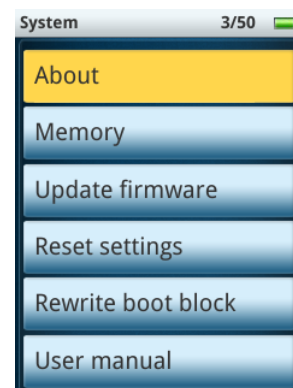 System 3/50
About
Memory
Update firmware
Reset settings
Rewrite boot block
User manual